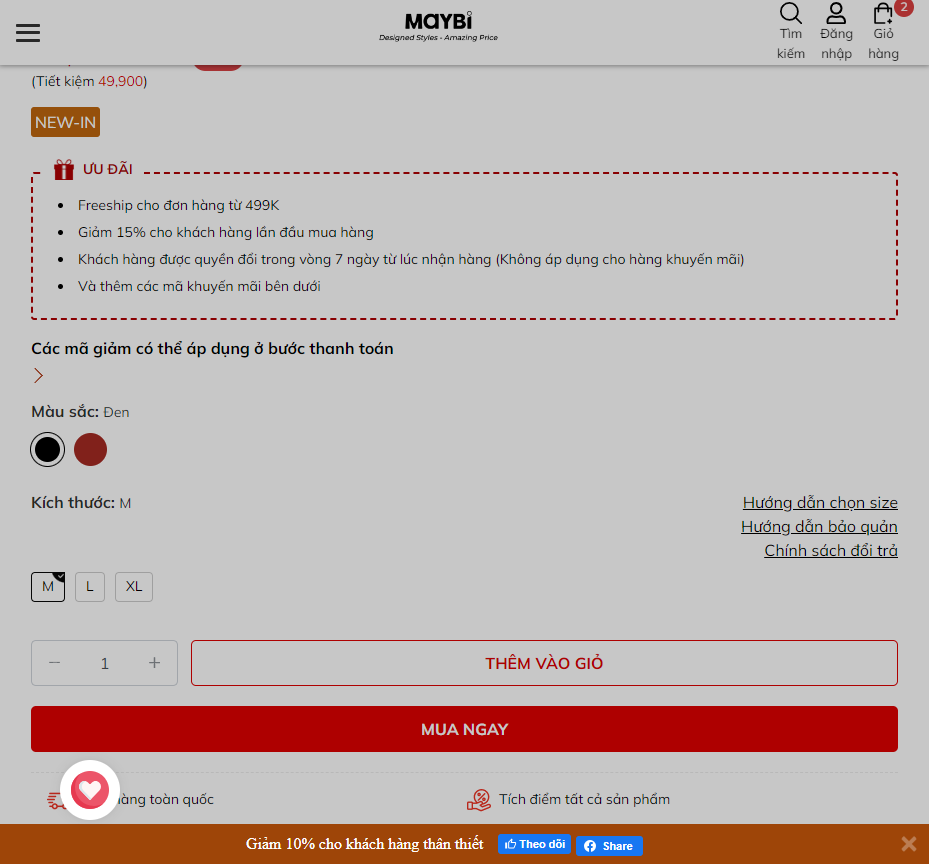 MAYBi
Designed Styles - Amazing Price
Tìm kiếm
Đăng nhập
Giỏ hàng
2
(Tiết kiệm 49,900)
NEW-IN
ƯU ĐÃI
Freeship cho đơn hàng từ 499K
Giảm 15% cho khách hàng lần đầu mua hàng
Khách hàng được quyền đổi trong vòng 7 ngày từ lúc nhận hàng (Không áp dụng cho hàng khuyến mãi)
Và thêm các mã khuyến mãi bên dưới
Các mã giảm có thể áp dụng ở bước thanh toán
Màu sắc: Đen
Kích thước: M
Hướng dẫn chọn size
Hướng dẫn bảo quản
Chính sách đổi trả
M L XL
− 1 +
THÊM VÀO GIỎ
MUA NGAY
toàn quốc
Tích điểm tất cả sản phẩm
Giảm 10% cho khách hàng thân thiết
Theo dõi
Share